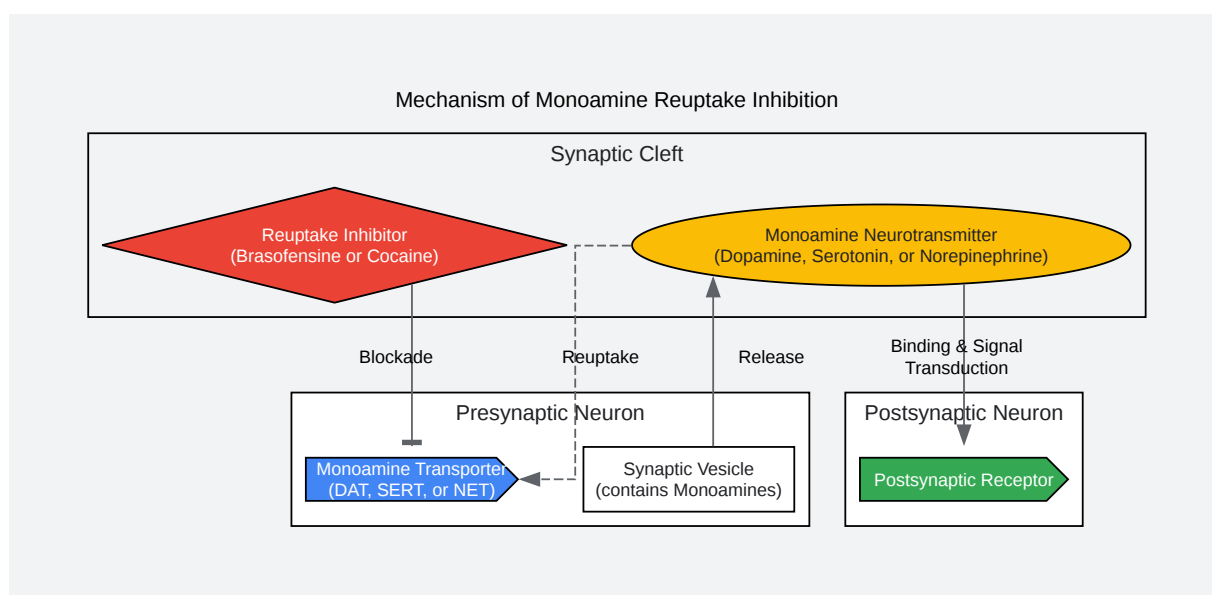 Mechanism of Monoamine Reuptake Inhibition
Synaptic Cleft
Reuptake Inhibitor
(Brasofensine or Cocaine)
Monoamine Neurotransmitter
(Dopamine, Serotonin, or Norepinephrine)
Blockade
Reuptake
Release
Binding & Signal
Transduction
Presynaptic Neuron
Monoamine Transporter
(DAT, SERT, or NET)
Synaptic Vesicle
(contains Monoamines)
Postsynaptic Neuron
Postsynaptic Receptor